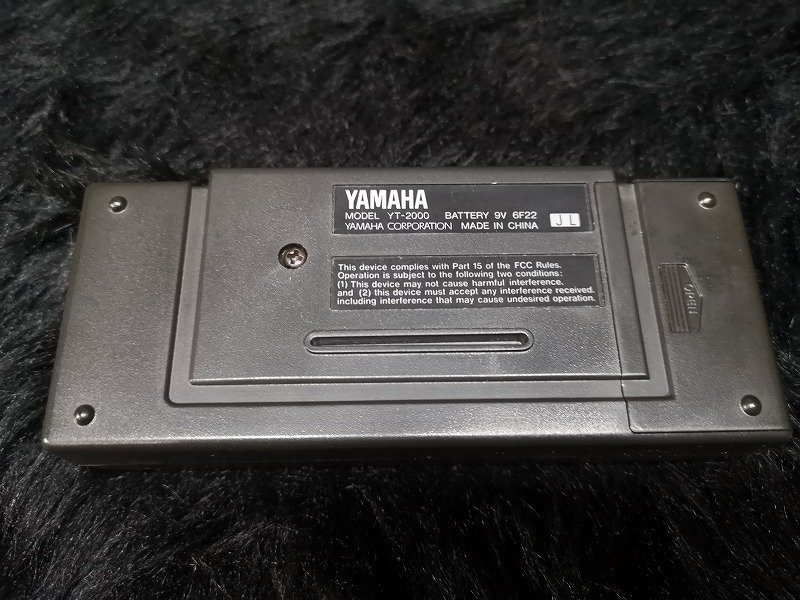 YAMAHA
MODEL YT-2000 BATTERY 9V 6F22
YAMAHA CORPORATION MADE IN CHINA JL
This device complies with Part 15 of the FCC Rules.
Operation is subject to the following two conditions:
(1) This device may not cause harmful interference,
and (2) this device must accept any interference received,
including interference that may cause undesired operation.
OPEN